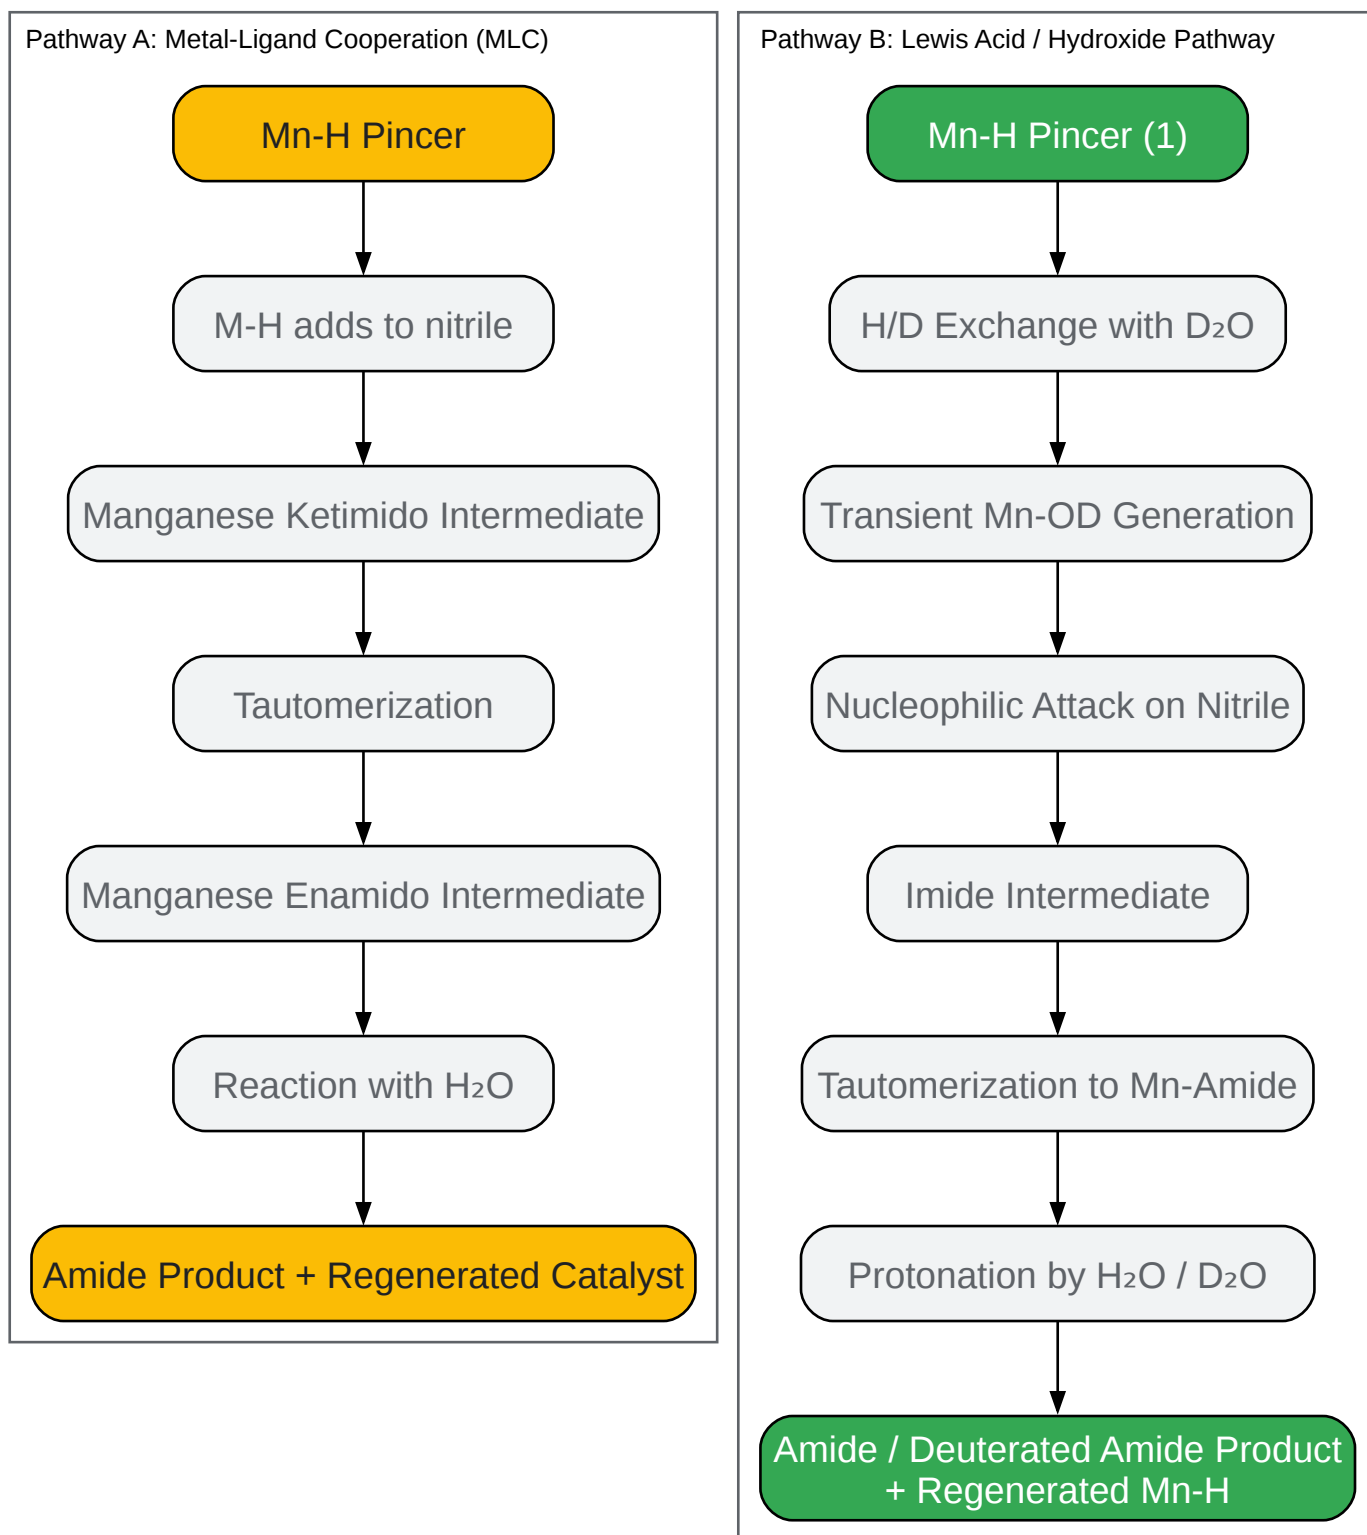 Pathway A: Metal-Ligand Cooperation (MLC)
Mn-H Pincer
M-H adds to nitrile
Manganese Ketimido Intermediate
Tautomerization
Manganese Enamido Intermediate
Reaction with H₂O
Amide Product + Regenerated Catalyst
Pathway B: Lewis Acid / Hydroxide Pathway
Mn-H Pincer (1)
H/D Exchange with D₂O
Transient Mn-OD Generation
Nucleophilic Attack on Nitrile
Imide Intermediate
Tautomerization to Mn-Amide
Protonation by H₂O / D₂O
Amide / Deuterated Amide Product
+ Regenerated Mn-H